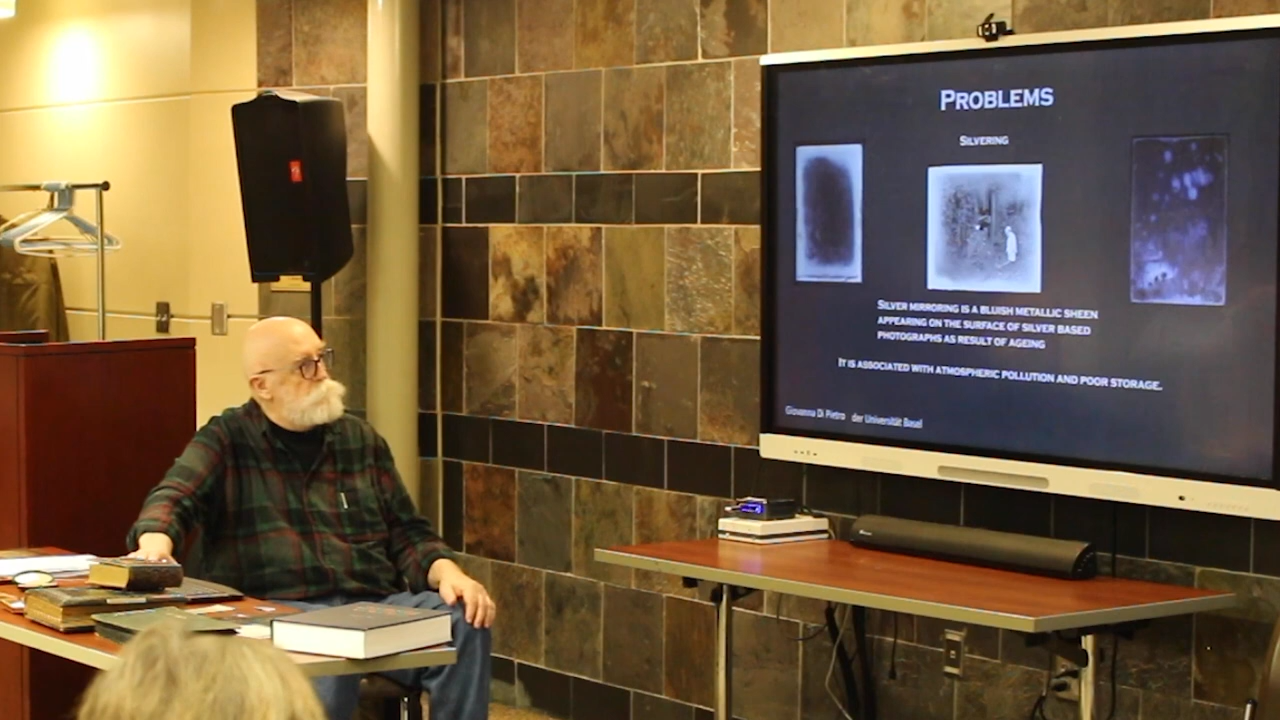 PROBLEMS
SILVERING
SILVER MIRRORING IS A BLUISH METALLIC SHEEN
APPEARING ON THE SURFACE OF SILVER BASED
PHOTOGRAPHS AS RESULT OF AGEING
IT IS ASSOCIATED WITH ATMOSPHERIC POLLUTION AND POOR STORAGE.
Giovanna Di Pietro der Universität Basel